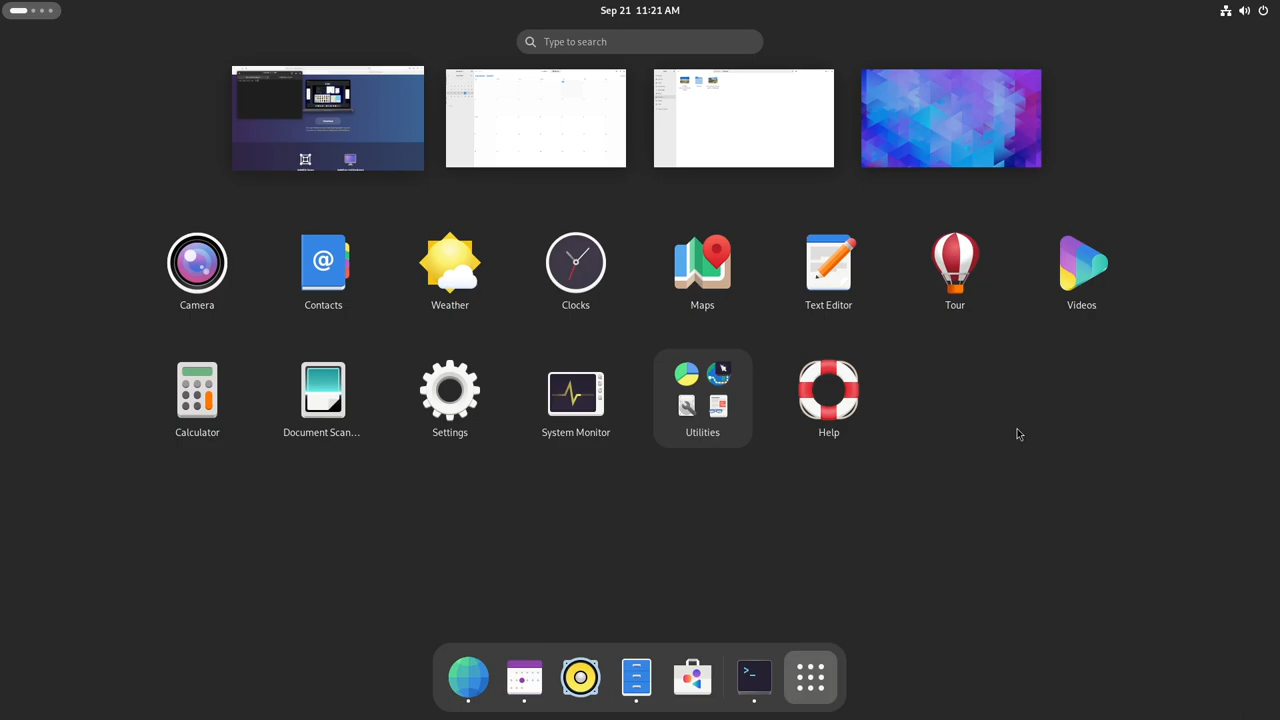 Sep 21 11:21 AM
Type to search
Camera
Contacts
Weather
Clocks
Maps
Text Editor
Tour
Videos
Calculator
Document Scan...
Settings
System Monitor
Utilities
Help
>_